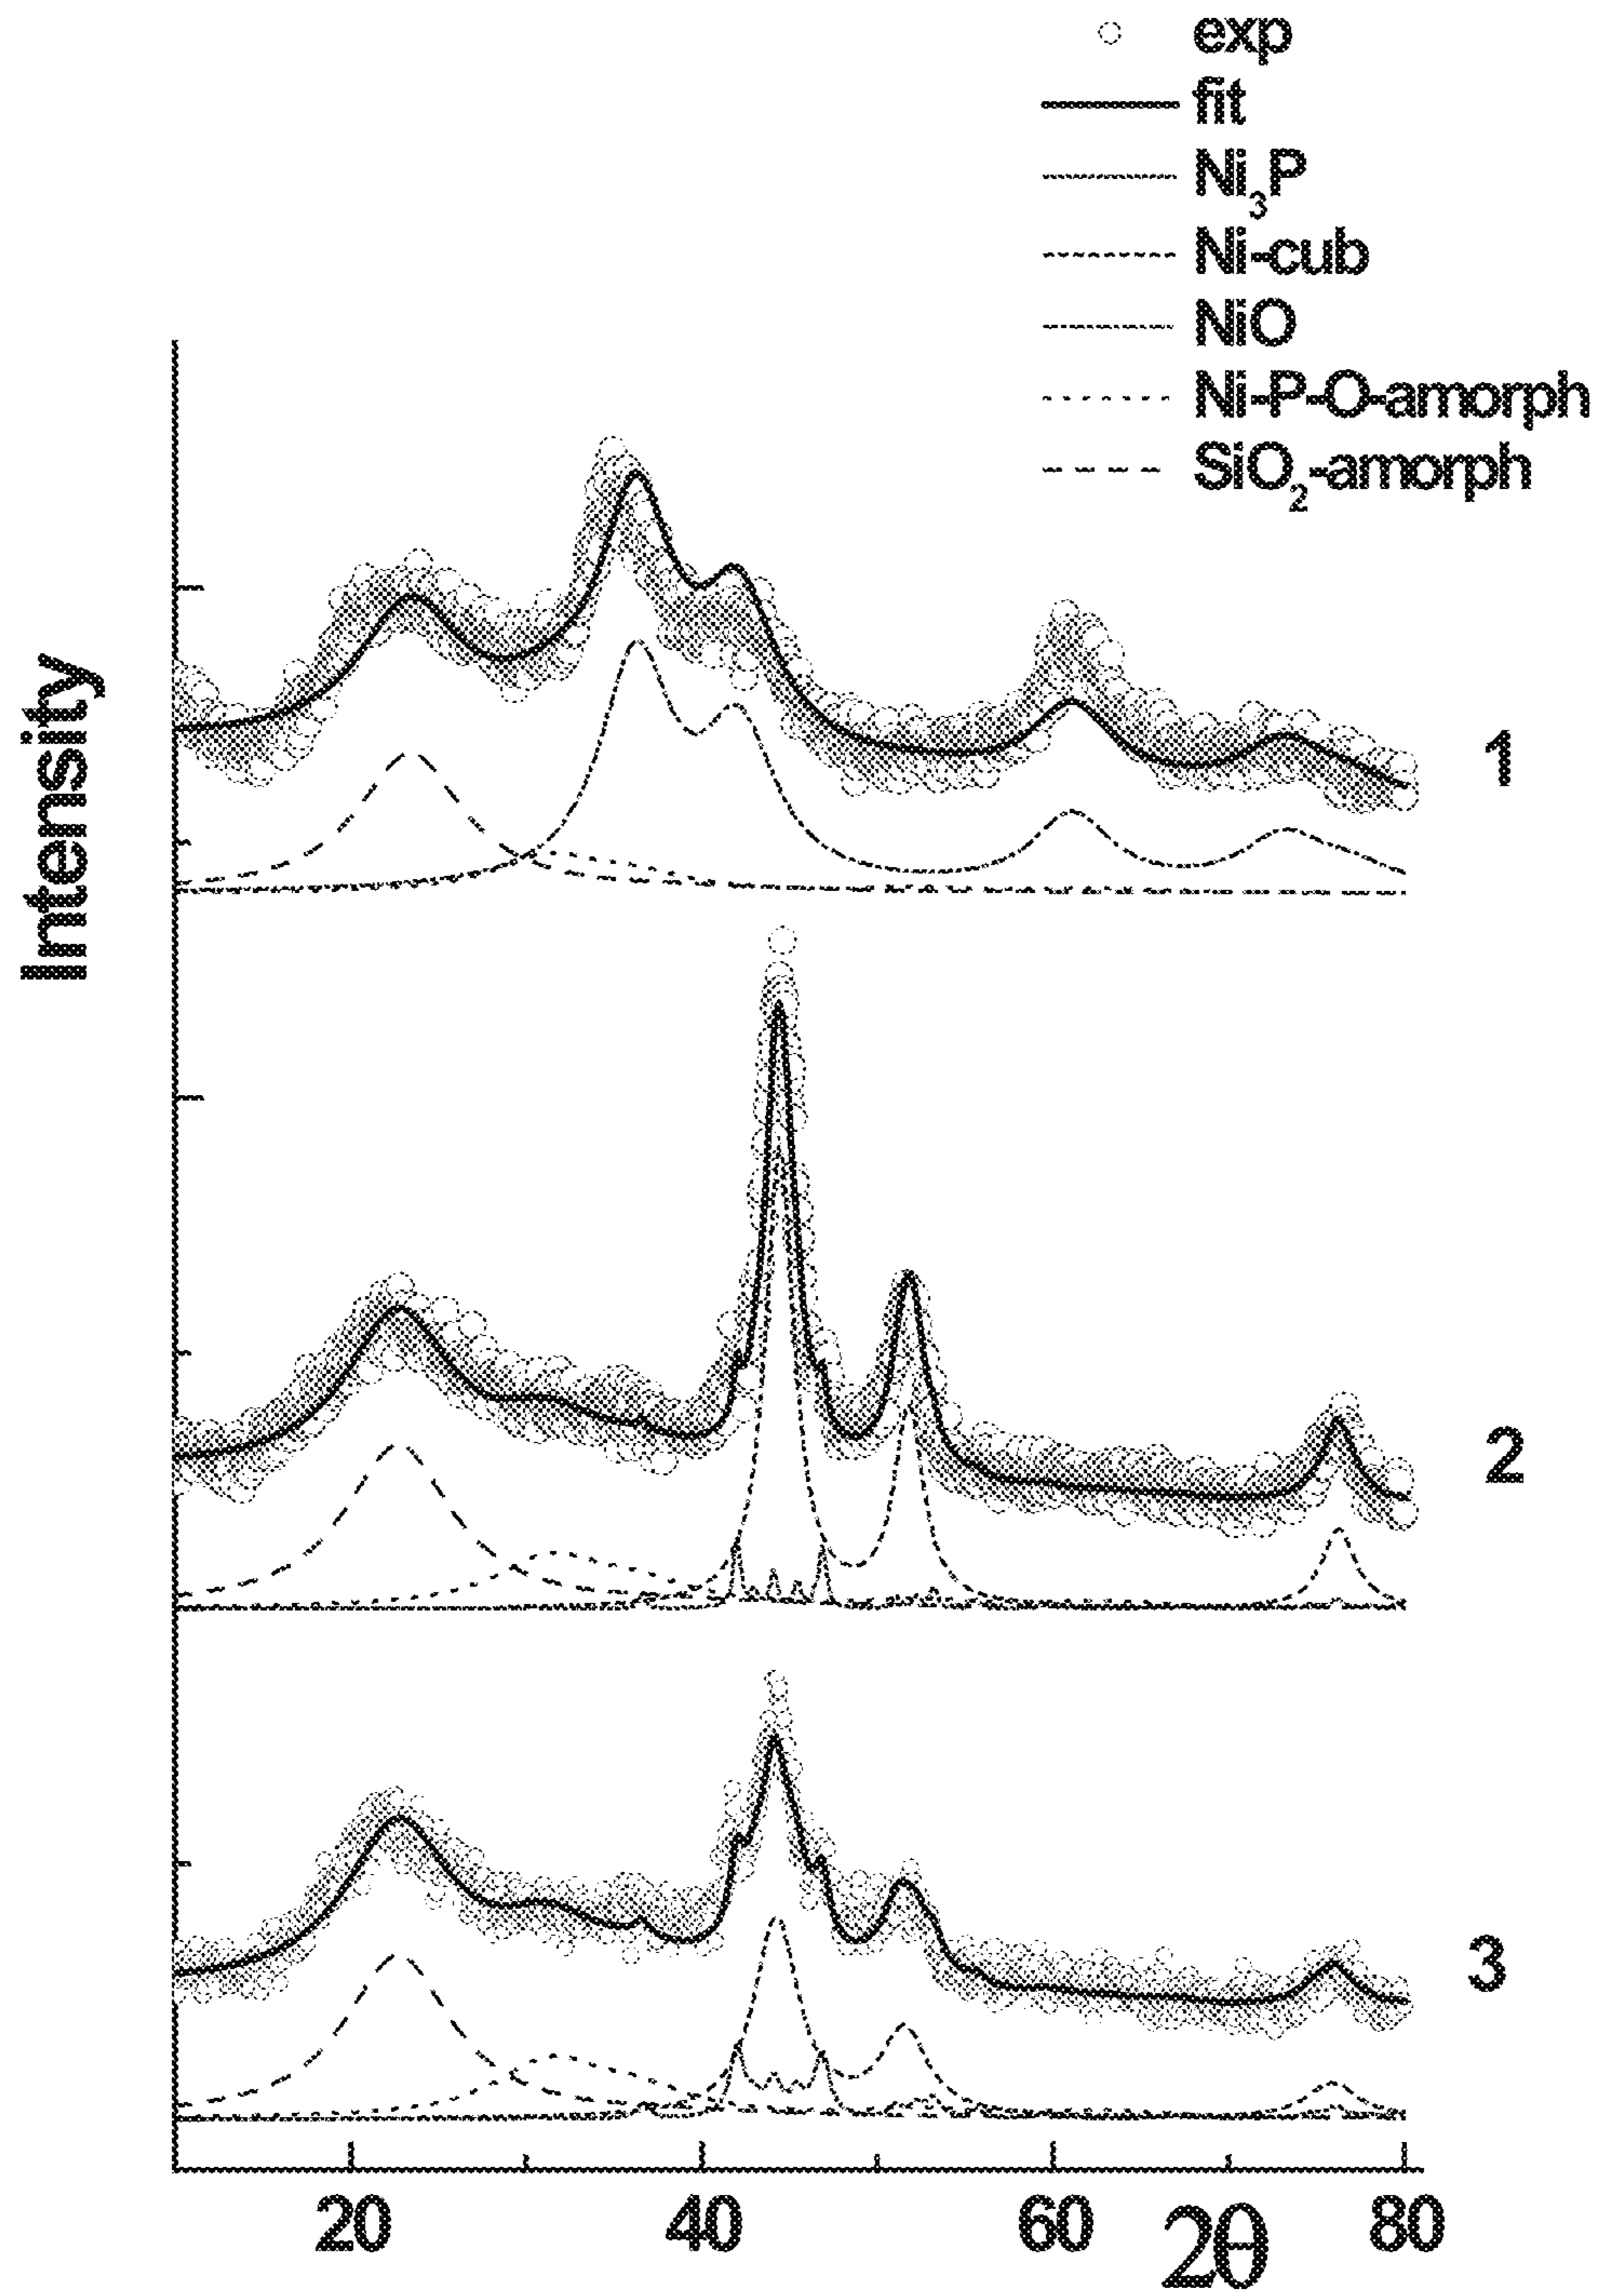 exp
fit
Ni₃P
Ni-cub
NiO
Ni-P-O-amorph
SiO₂-amorph
Intensity
1
2
3
20 40 60 80
2θ